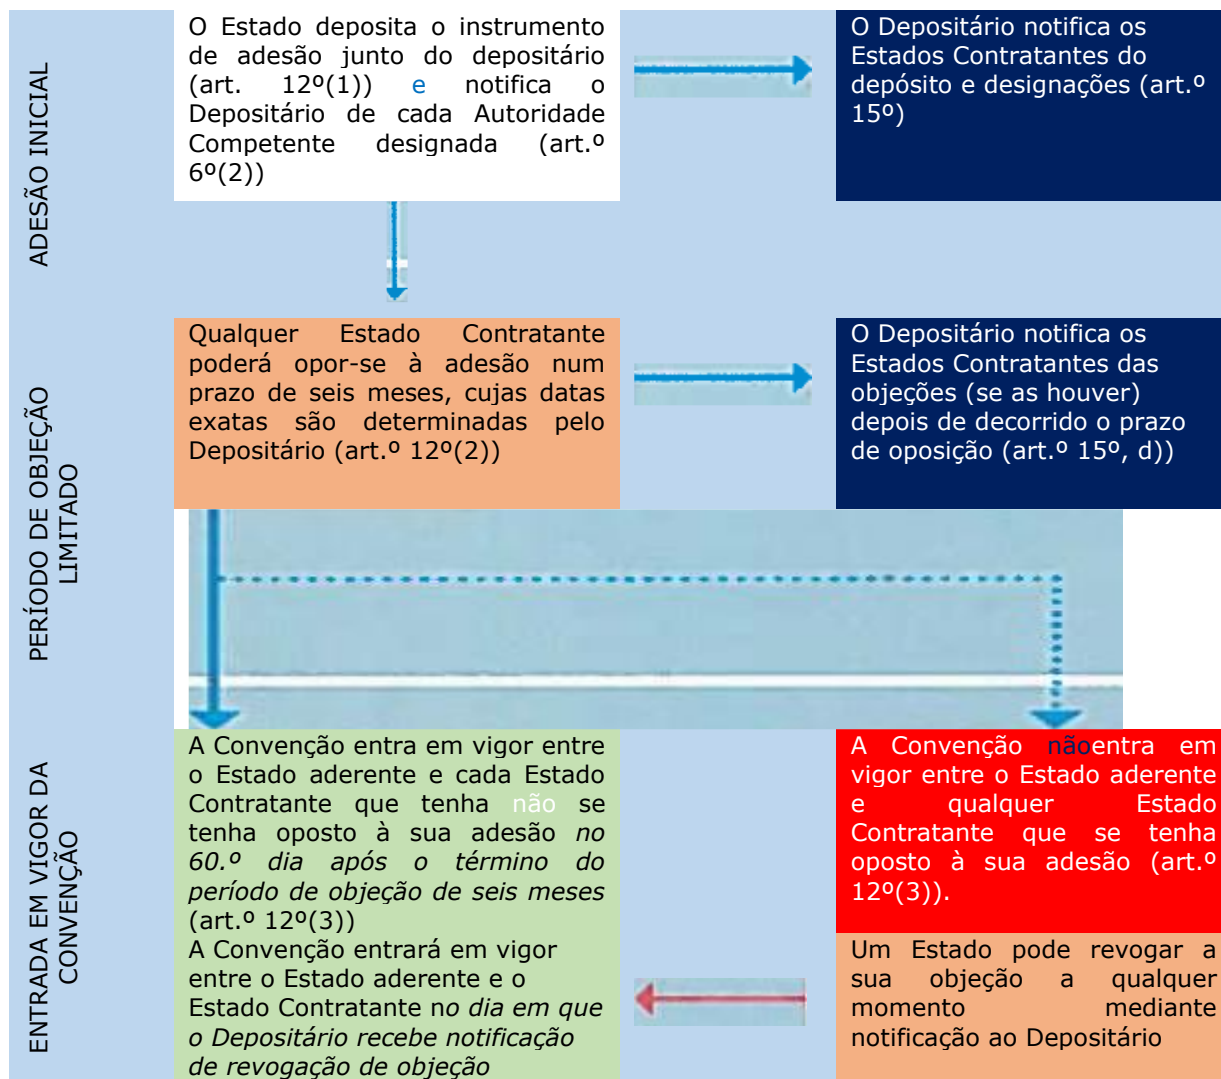 ADESÃO INICIAL
O Estado deposita o instrumento
de adesão junto do depositário
(art. 12º(1)) e notifica o
Depositário de cada Autoridade
Competente designada (art.º
6º(2))
O Depositário notifica os
Estados Contratantes do
depósito e designações (art.º
15º)
PERÍODO DE OBJEÇÃO
LIMITADO
Qualquer Estado Contratante
poderá opor-se à adesão num
prazo de seis meses, cujas datas
exatas são determinadas pelo
Depositário (art.º 12º(2))
O Depositário notifica os
Estados Contratantes das
objeções (se as houver)
depois de decorrido o prazo
de oposição (art.º 15º, d))
ENTRADA EM VIGOR DA
CONVENÇÃO
A Convenção entra em vigor entre
o Estado aderente e cada Estado
Contratante que tenha não se
tenha oposto à sua adesão no
60.º dia após o término do
período de objeção de seis meses
(art.º 12º(3))
A Convenção entrará em vigor
entre o Estado aderente e o
Estado Contratante no dia em que
o Depositário recebe notificação
de revogação de objeção
A Convenção nãoentra em
vigor entre o Estado aderente
e qualquer Estado
Contratante que se tenha
oposto à sua adesão (art.º
12º(3)).
Um Estado pode revogar a
sua objeção a qualquer
momento mediante
notificação ao Depositário